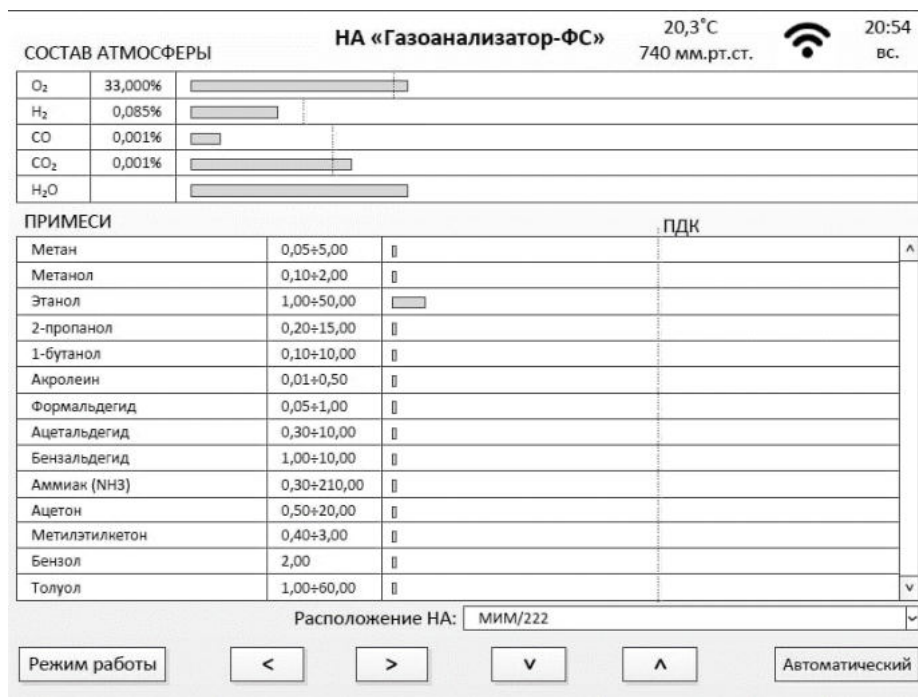 НА «Газоанализатор-ФС»
20,3°C
740 мм.рт.ст.
20:54
вс.
СОСТАВ АТМОСФЕРЫ
O₂ 33,000%
H₂ 0,085%
CO 0,001%
CO₂ 0,001%
H₂O
ПРИМЕСИ ПДК
Метан 0,05÷5,00
Метанол 0,10÷2,00
Этанол 1,00÷50,00
2-пропанол 0,20÷15,00
1-бутанол 0,10÷10,00
Акролеин 0,01÷0,50
Формальдегид 0,05÷1,00
Ацетальдегид 0,30÷10,00
Бензальдегид 1,00÷10,00
Аммиак (NH3) 0,30÷210,00
Ацетон 0,50÷20,00
Метилэтилкетон 0,40÷3,00
Бензол 2,00
Толуол 1,00÷60,00
Расположение НА: МИМ/222
Режим работы < > v ʌ Автоматический